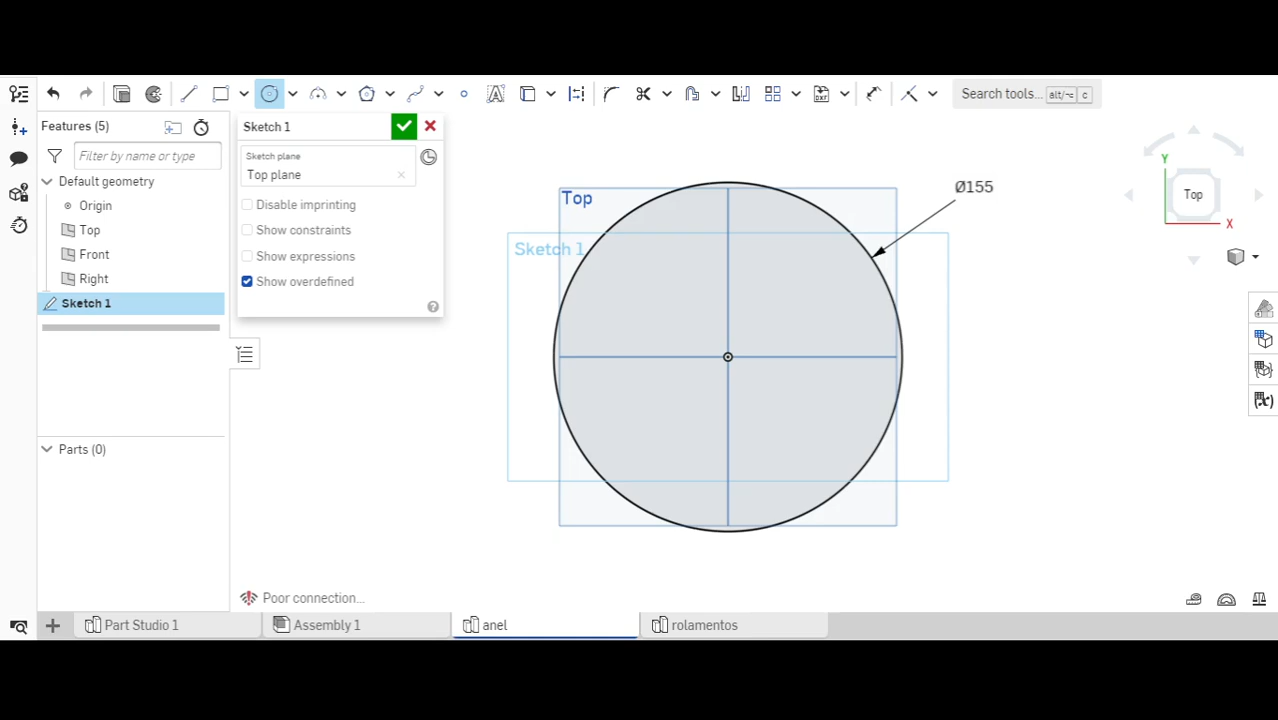 Search tools... alt/⌥ c
Features (5)
Filter by name or type
Default geometry
Origin
Top
Front
Right
Sketch 1
Parts (0)
Sketch 1
Sketch plane
Top plane
Disable imprinting
Show constraints
Show expressions
Show overdefined
Top
Sketch 1
Ø155
Y
Top
X
Poor connection...
Part Studio 1
Assembly 1
anel
rolamentos